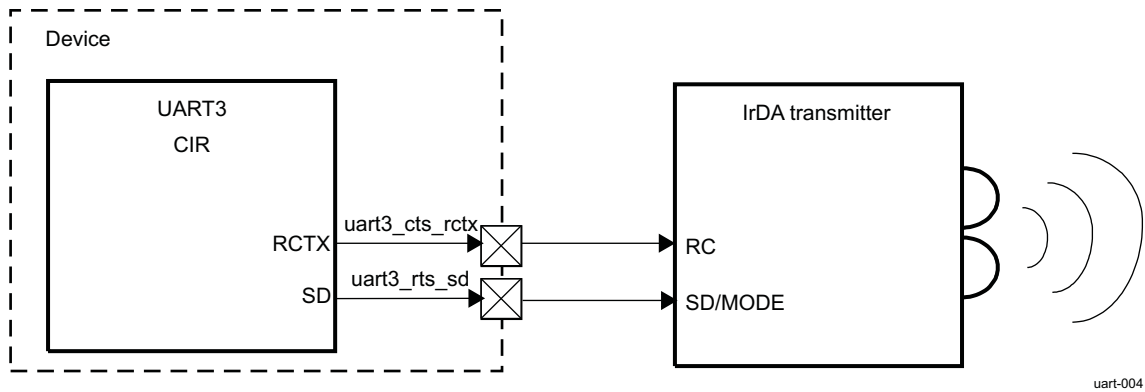 Device
UART3
CIR
IrDA transmitter
uart3_cts_rctx
RCTX
RC
uart3_rts_sd
SD
SD/MODE
uart-004